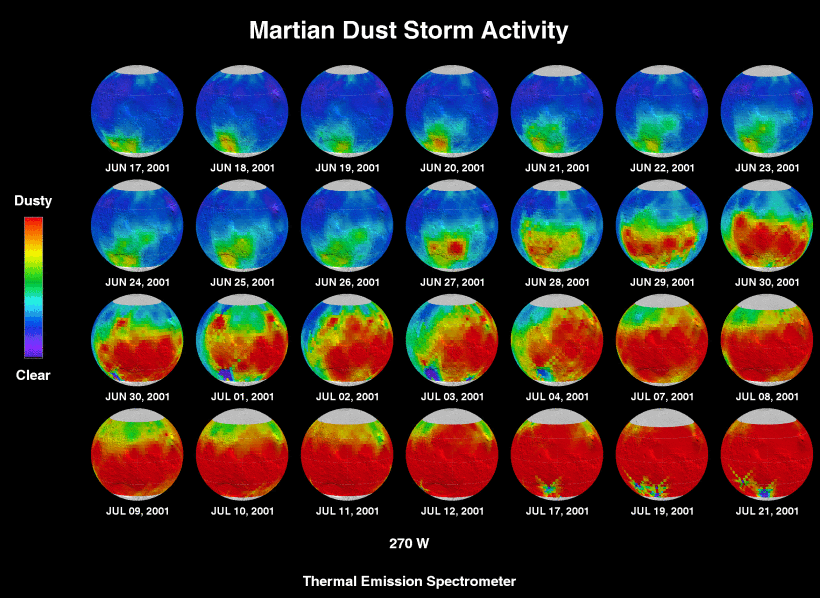 Martian Dust Storm Activity
JUN 17, 2001 JUN 18, 2001 JUN 19, 2001 JUN 20, 2001 JUN 21, 2001 JUN 22, 2001 JUN 23, 2001
Dusty
JUN 24, 2001 JUN 25, 2001 JUN 26, 2001 JUN 27, 2001 JUN 28, 2001 JUN 29, 2001 JUN 30, 2001
Clear
JUN 30, 2001 JUL 01, 2001 JUL 02, 2001 JUL 03, 2001 JUL 04, 2001 JUL 07, 2001 JUL 08, 2001
JUL 09, 2001 JUL 10, 2001 JUL 11, 2001 JUL 12, 2001 JUL 17, 2001 JUL 19, 2001 JUL 21, 2001
270 W
Thermal Emission Spectrometer